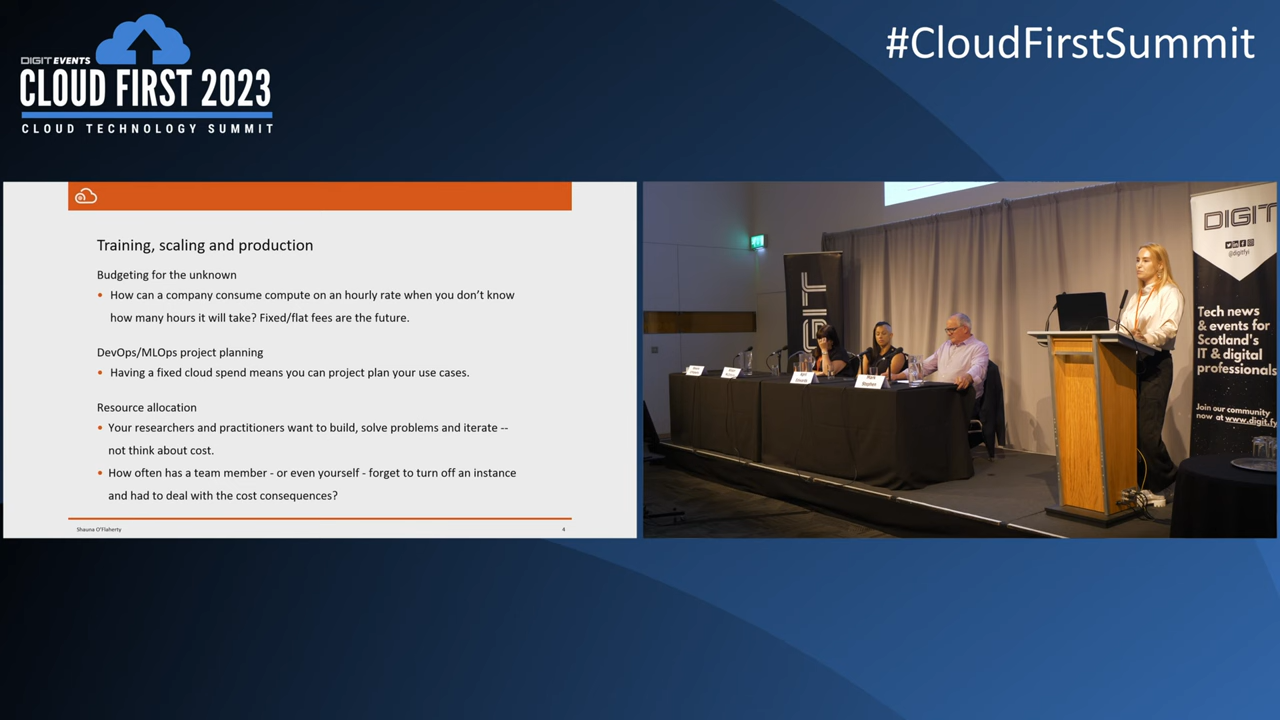 DIGIT EVENTS
CLOUD FIRST 2023
CLOUD TECHNOLOGY SUMMIT
#CloudFirstSummit
Training, scaling and production
Budgeting for the unknown
• How can a company consume compute on an hourly rate when you don’t know
how many hours it will take? Fixed/flat fees are the future.
DevOps/MLOps project planning
• Having a fixed cloud spend means you can project plan your use cases.
Resource allocation
• Your researchers and practitioners want to build, solve problems and iterate --
not think about cost.
• How often has a team member - or even yourself - forget to turn off an instance
and had to deal with the cost consequences?
Shauna O'Flaherty
4
DIGIT
@digitfyi
Tech news
& events for
Scotland's
IT & digital
professionals
Join our community
now at www.digit.fy
Mark
Stephen